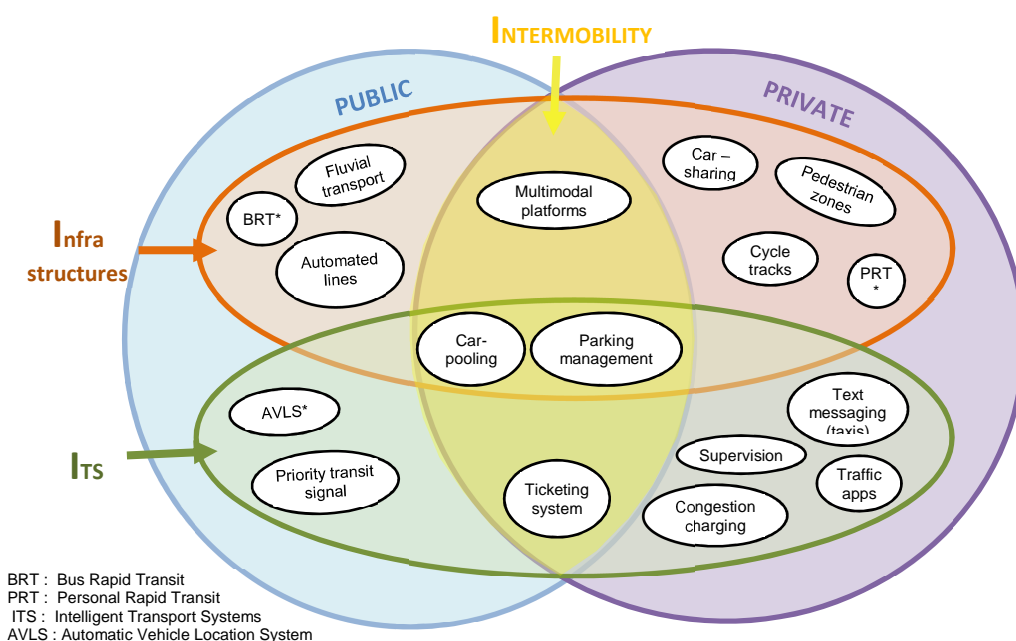 INTERMOBILITY
PUBLIC
PRIVATE
Fluvial
transport
BRT*
Automated
lines
Multimodal
platforms
Car –
sharing
Pedestrian
zones
Cycle
tracks
PRT
*
Infra
structures
Car-
pooling
Parking
management
AVLS*
Priority transit
signal
ITS
Ticketing
system
Text
messaging
(taxis)
Supervision
Traffic
apps
Congestion
charging
BRT : Bus Rapid Transit
PRT : Personal Rapid Transit
ITS : Intelligent Transport Systems
AVLS : Automatic Vehicle Location System